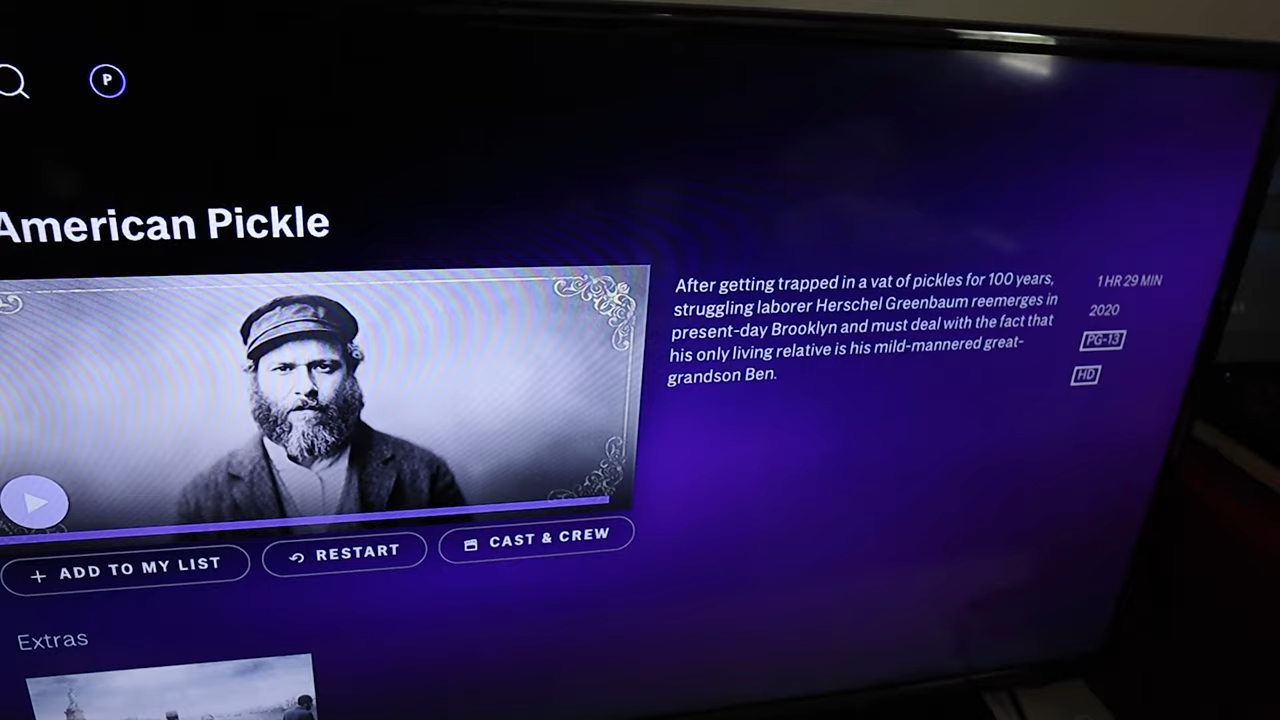 P
American Pickle
After getting trapped in a vat of pickles for 100 years,
struggling laborer Herschel Greenbaum reemerges in
present-day Brooklyn and must deal with the fact that
his only living relative is his mild-mannered great-
grandson Ben.
1 HR 29 MIN
2020
PG-13
HD
+ ADD TO MY LIST
RESTART
CAST & CREW
Extras